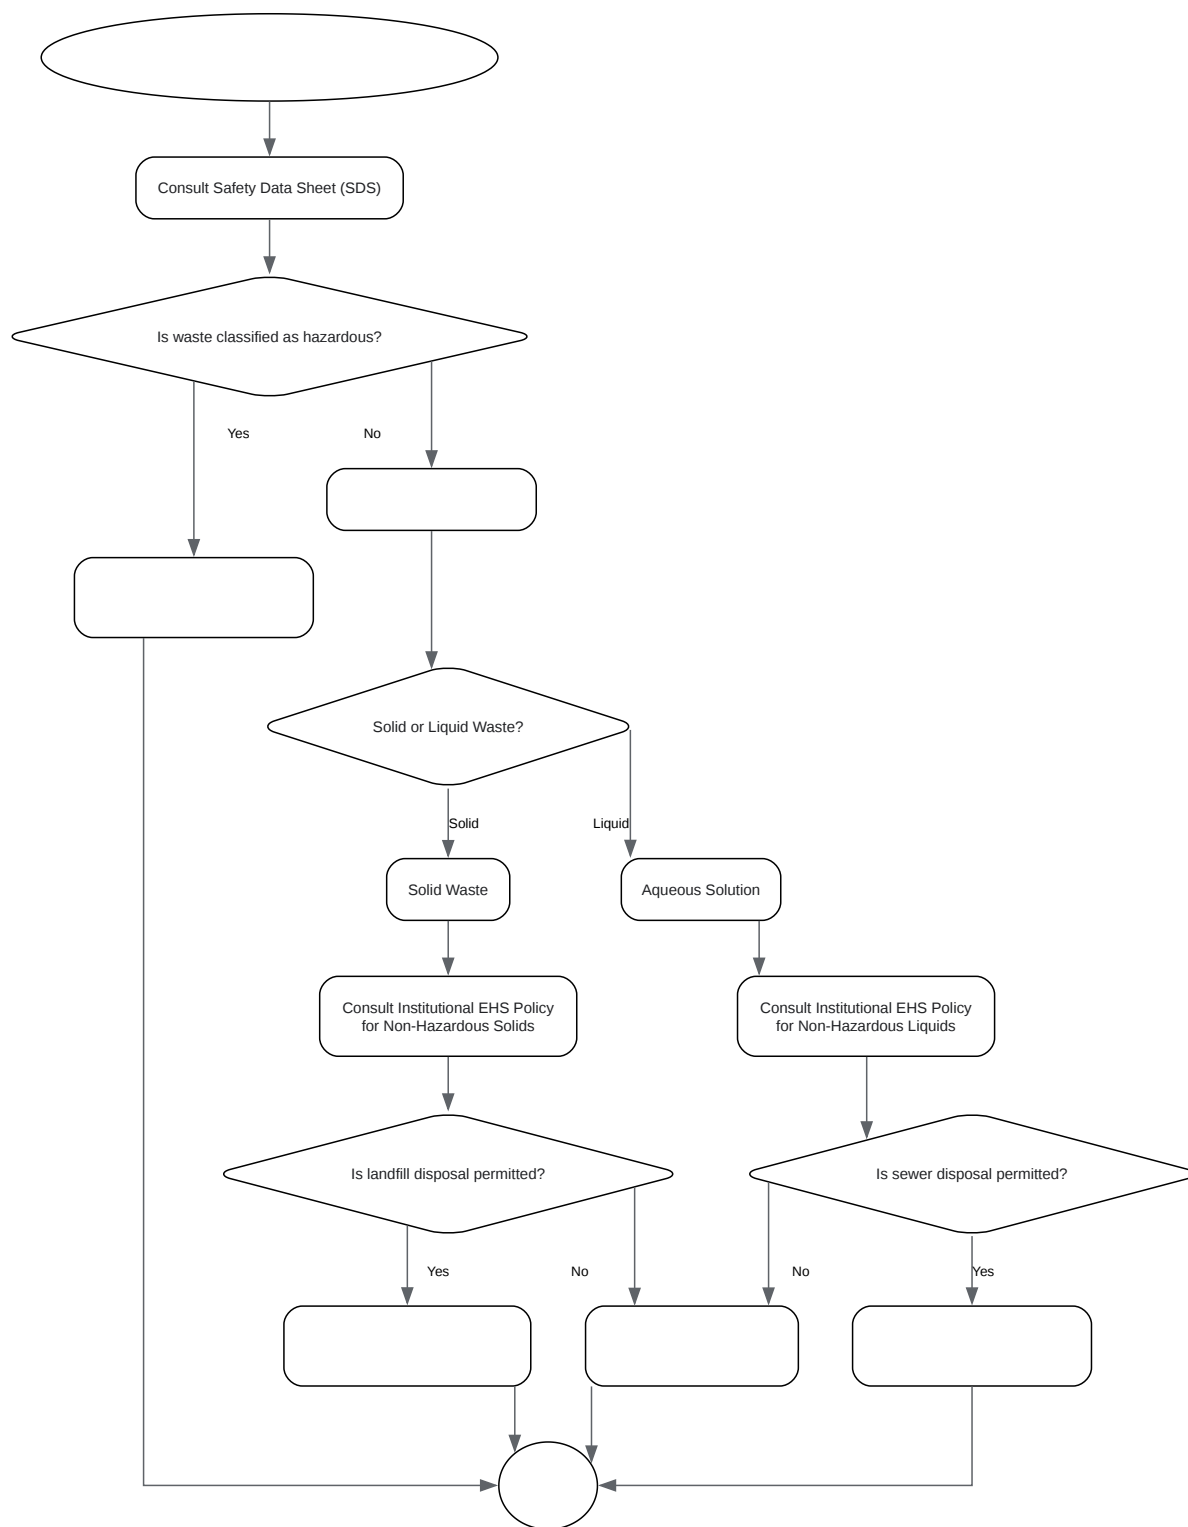 Consult Safety Data Sheet (SDS)
Is waste classified as hazardous?
Yes
No
Solid or Liquid Waste?
Solid
Liquid
Solid Waste
Aqueous Solution
Consult Institutional EHS Policy
for Non-Hazardous Solids
Consult Institutional EHS Policy
for Non-Hazardous Liquids
Is landfill disposal permitted?
Is sewer disposal permitted?
Yes
No
No
Yes